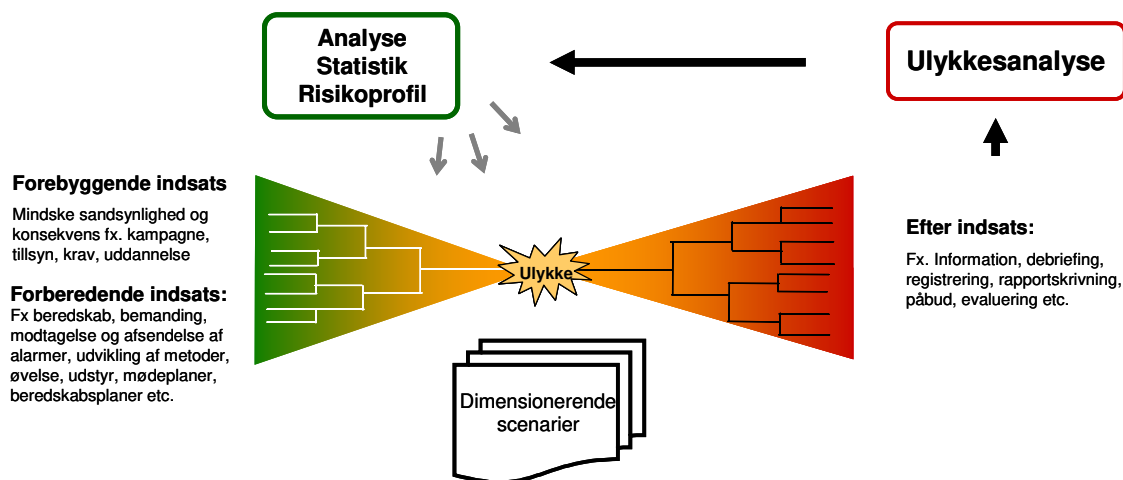 Analyse
Statistik
Risikoprofil
Ulykkesanalyse
Forebyggende indsats
Mindske sandsynlighed og
konsekvens fx. kampagne,
tilsyn, krav, uddannelse
Forberedende indsats:
Fx beredskab, bemanding,
modtagelse og afsendelse af
alarmer, udvikling af metoder,
øvelse, udstyr, mødeplaner,
beredskabsplaner etc.
Ulykke
Efter indsats:
Fx. Information, debriefing,
registrering, rapportskrivning,
påbud, evaluering etc.
Dimensionerende
scenarier